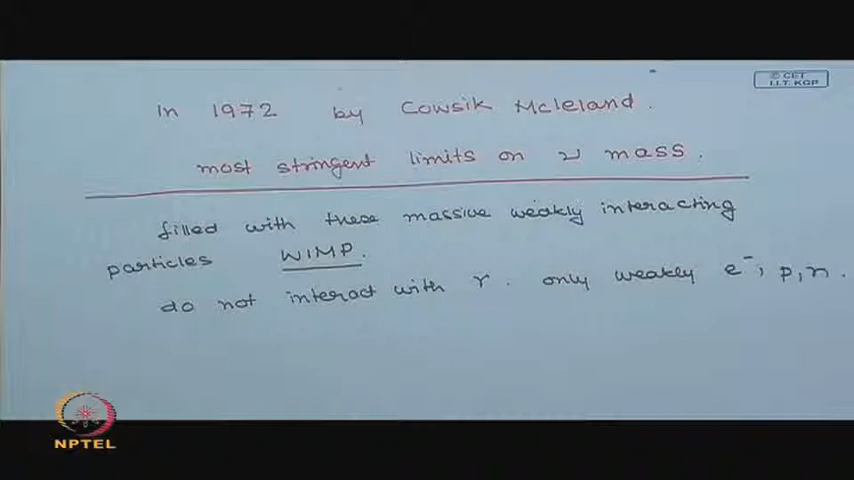 © CET
I.I.T. KGP
In 1972 by Cowsik Mcleland.
most stringent limits on ν mass.
filled with these massive weakly interacting
particles WIMP.
do not interact with γ. only weakly e⁻, p, n.
NPTEL